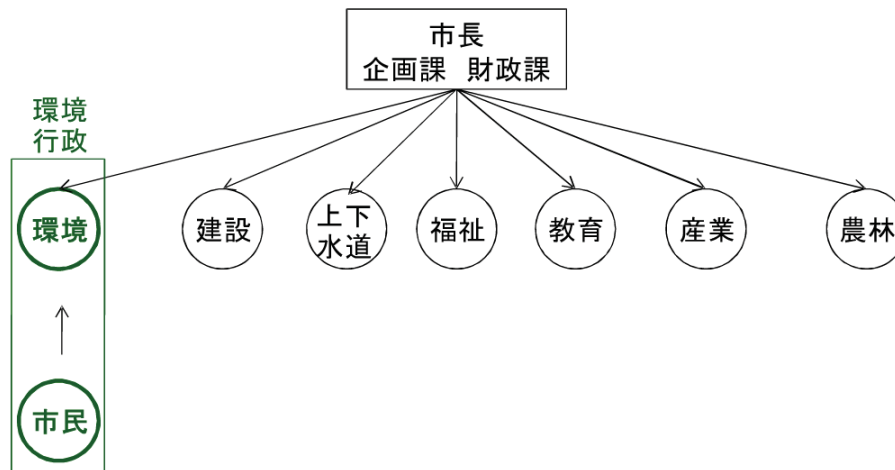 市長
企画課 財政課
環境
行政
環境
建設
上下
水道
福祉
教育
産業
農林
市民